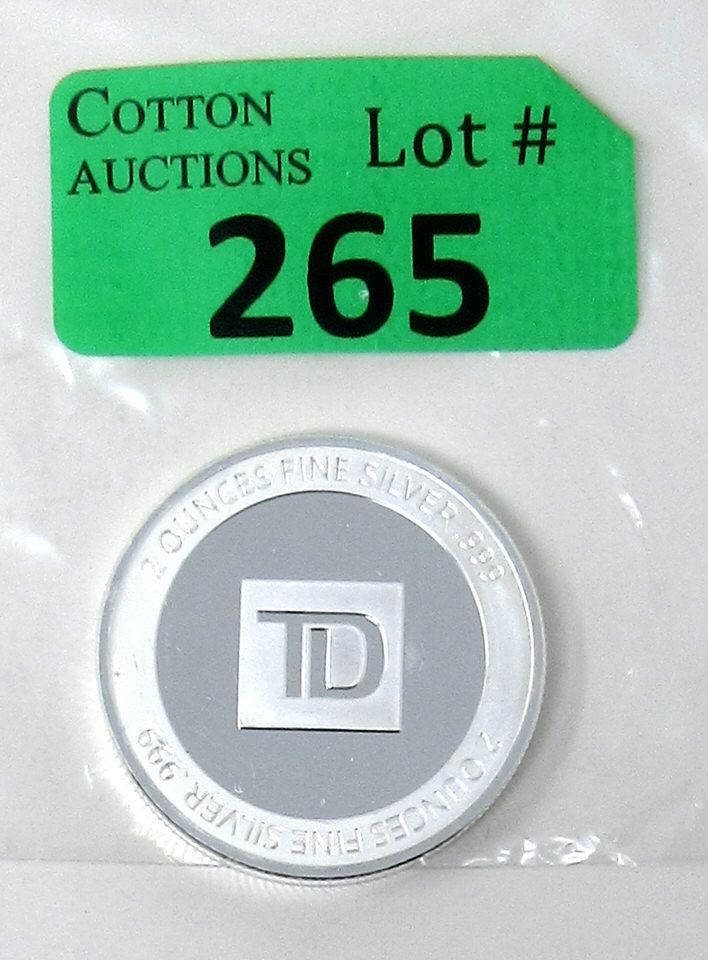 COTTON
AUCTIONS
Lot #
265
2 OUNCES FINE SILVER .999
TD
2 OUNCES FINE SILVER .999